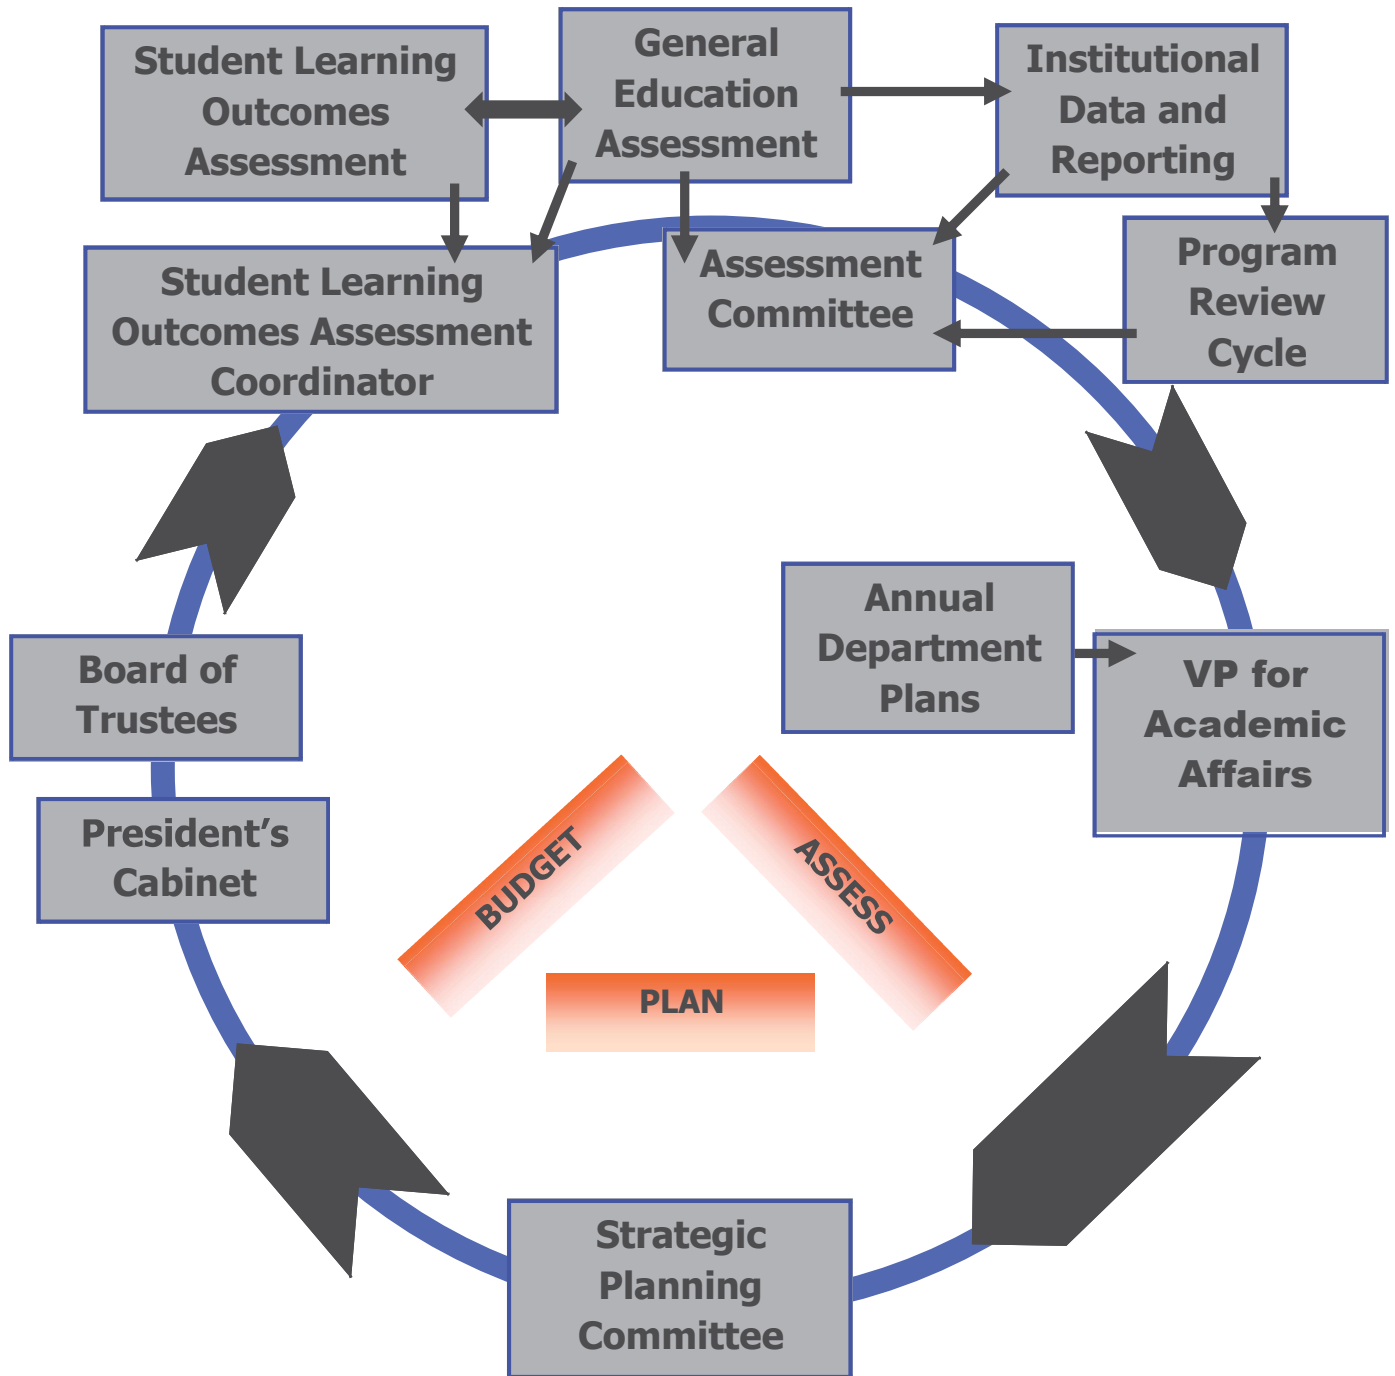 Student Learning
Outcomes
Assessment
General
Education
Assessment
Institutional
Data and
Reporting
Student Learning
Outcomes Assessment
Coordinator
Assessment
Committee
Program
Review
Cycle
Annual
Department
Plans
VP for
Academic
Affairs
Board of
Trustees
President’s
Cabinet
BUDGET
ASSESS
PLAN
Strategic
Planning
Committee